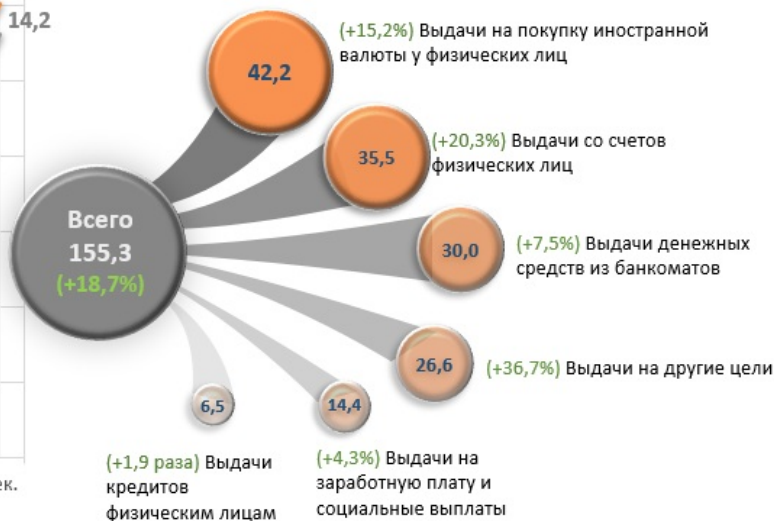 14,2
42,2
(+15,2%) Выдачи на покупку иностранной
валюты у физических лиц
35,5
(+20,3%) Выдачи со счетов
физических лиц
Всего
155,3
(+18,7%)
30,0
(+7,5%) Выдачи денежных
средств из банкоматов
26,6
(+36,7%) Выдачи на другие цели
6,5
14,4
(+1,9 раза) Выдачи
кредитов
физическим лицам
(+4,3%) Выдачи на
заработную плату и
социальные выплаты
ек.